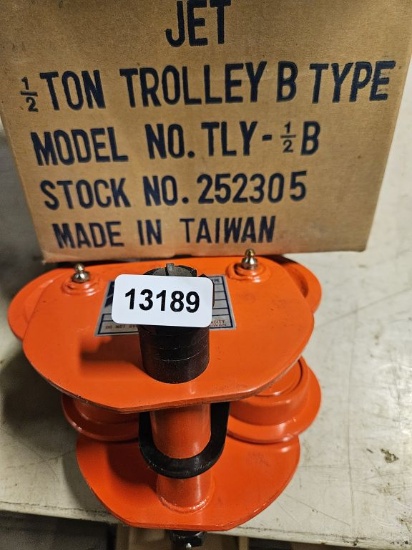 JET
½ TON TROLLEY B TYPE
MODEL NO. TLY-½B
STOCK NO. 252305
MADE IN TAIWAN
13189